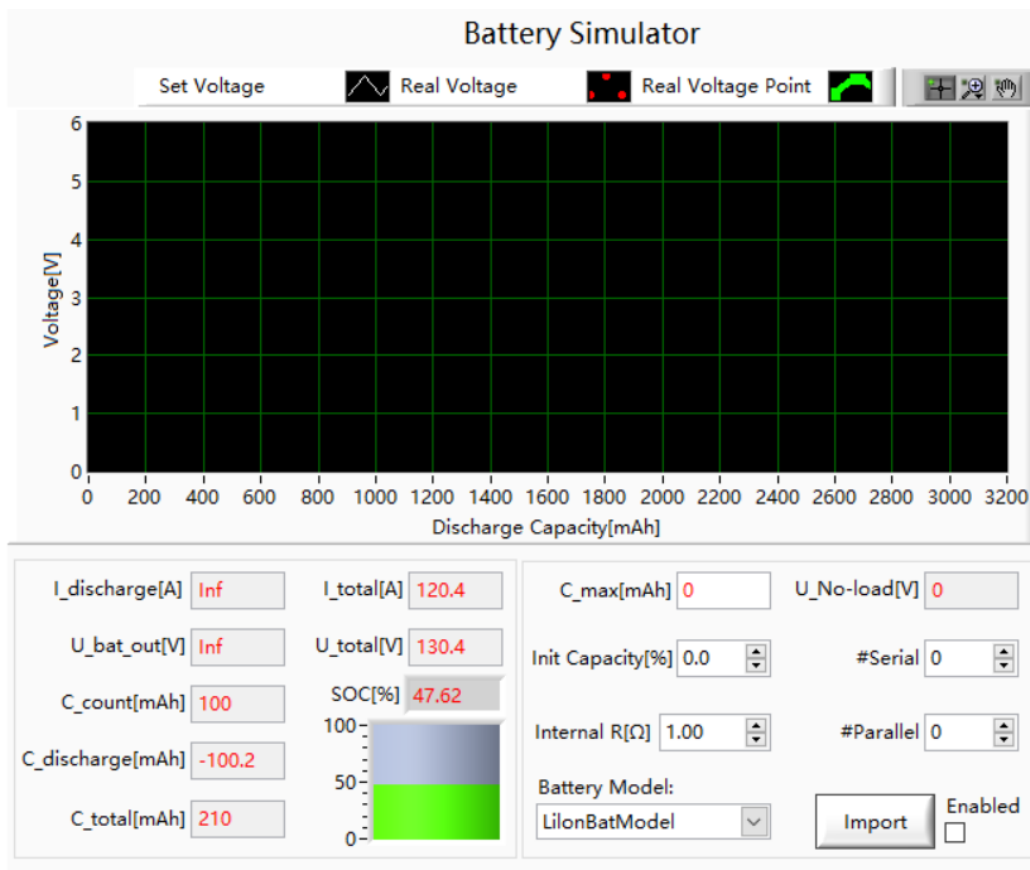 Battery Simulator
Set Voltage Real Voltage Real Voltage Point
6
5
4
3
2
1
0
Voltage[V]
0 200 400 600 800 1000 1200 1400 1600 1800 2000 2200 2400 2600 2800 3000 3200
Discharge Capacity[mAh]
I_discharge[A] Inf
I_total[A] 120.4
U_bat_out[V] Inf
U_total[V] 130.4
C_count[mAh] 100
SOC[%] 47.62
C_discharge[mAh] -100.2
C_total[mAh] 210
100
50
0
C_max[mAh] 0
U_No-load[V] 0
Init Capacity[%] 0.0
#Serial 0
Internal R[Ω] 1.00
#Parallel 0
Battery Model:
LiIonBatModel
Import
Enabled